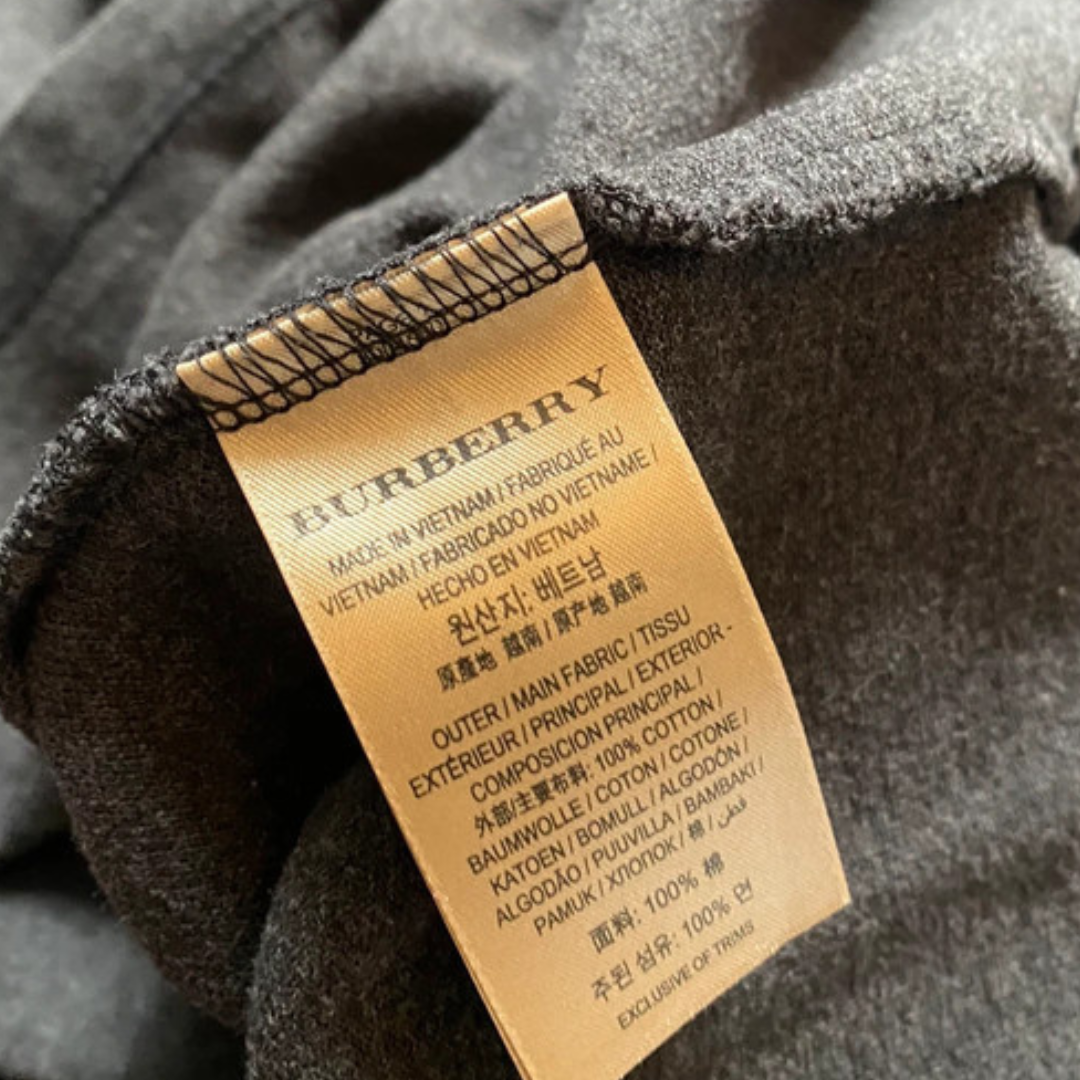 BURBERRY
MADE IN VIETNAM / FABRIQUÉ AU
VIETNAM / FABRICADO NO VIETNAME /
HECHO EN VIETNAM
원산지: 베트남
原產地 越南 / 原产地 越南
OUTER / MAIN FABRIC / TISSU
EXTÉRIEUR / PRINCIPAL / EXTERIOR -
COMPOSICION PRINCIPAL /
外部/主要布料: 100% COTTON /
BAUMWOLLE / COTON / COTONE /
KATOEN / BOMULL / ALGODÓN /
ALGODÃO / PUUVILLA / BAMBAKI /
PAMUK / ХЛОПОК / 棉 / قطن
面料: 100% 棉
주된 섬유: 100% 면
EXCLUSIVE OF TRIMS